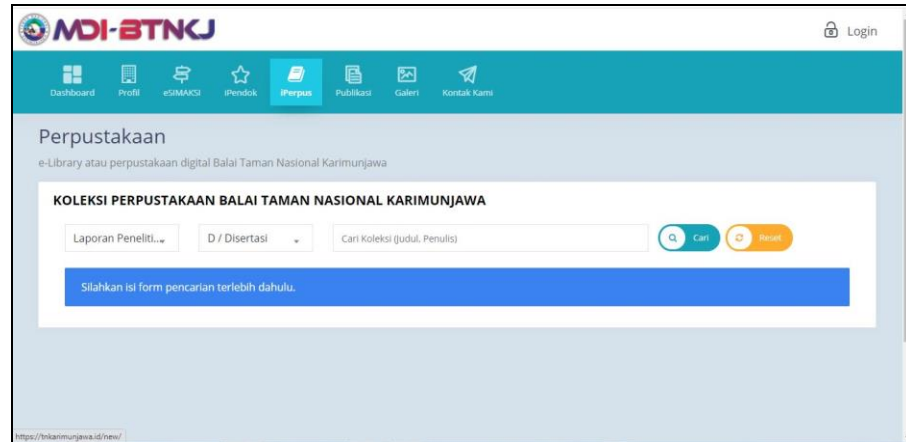 MDI-BTNKJ
Login
Dashboard
Profil
eSIMAKSI
iPendok
iPerpus
Publikasi
Galeri
Kontak Kami
Perpustakaan
e-Library atau perpustakaan digital Balai Taman Nasional Karimunjawa
KOLEKSI PERPUSTAKAAN BALAI TAMAN NASIONAL KARIMUNJAWA
Laporan Peneliti...
D / Disertasi
Cari Koleksi (Judul, Penulis)
Cari
Reset
Silahkan isi form pencarian terlebih dahulu.
https://tnkarimunjawa.id/new/